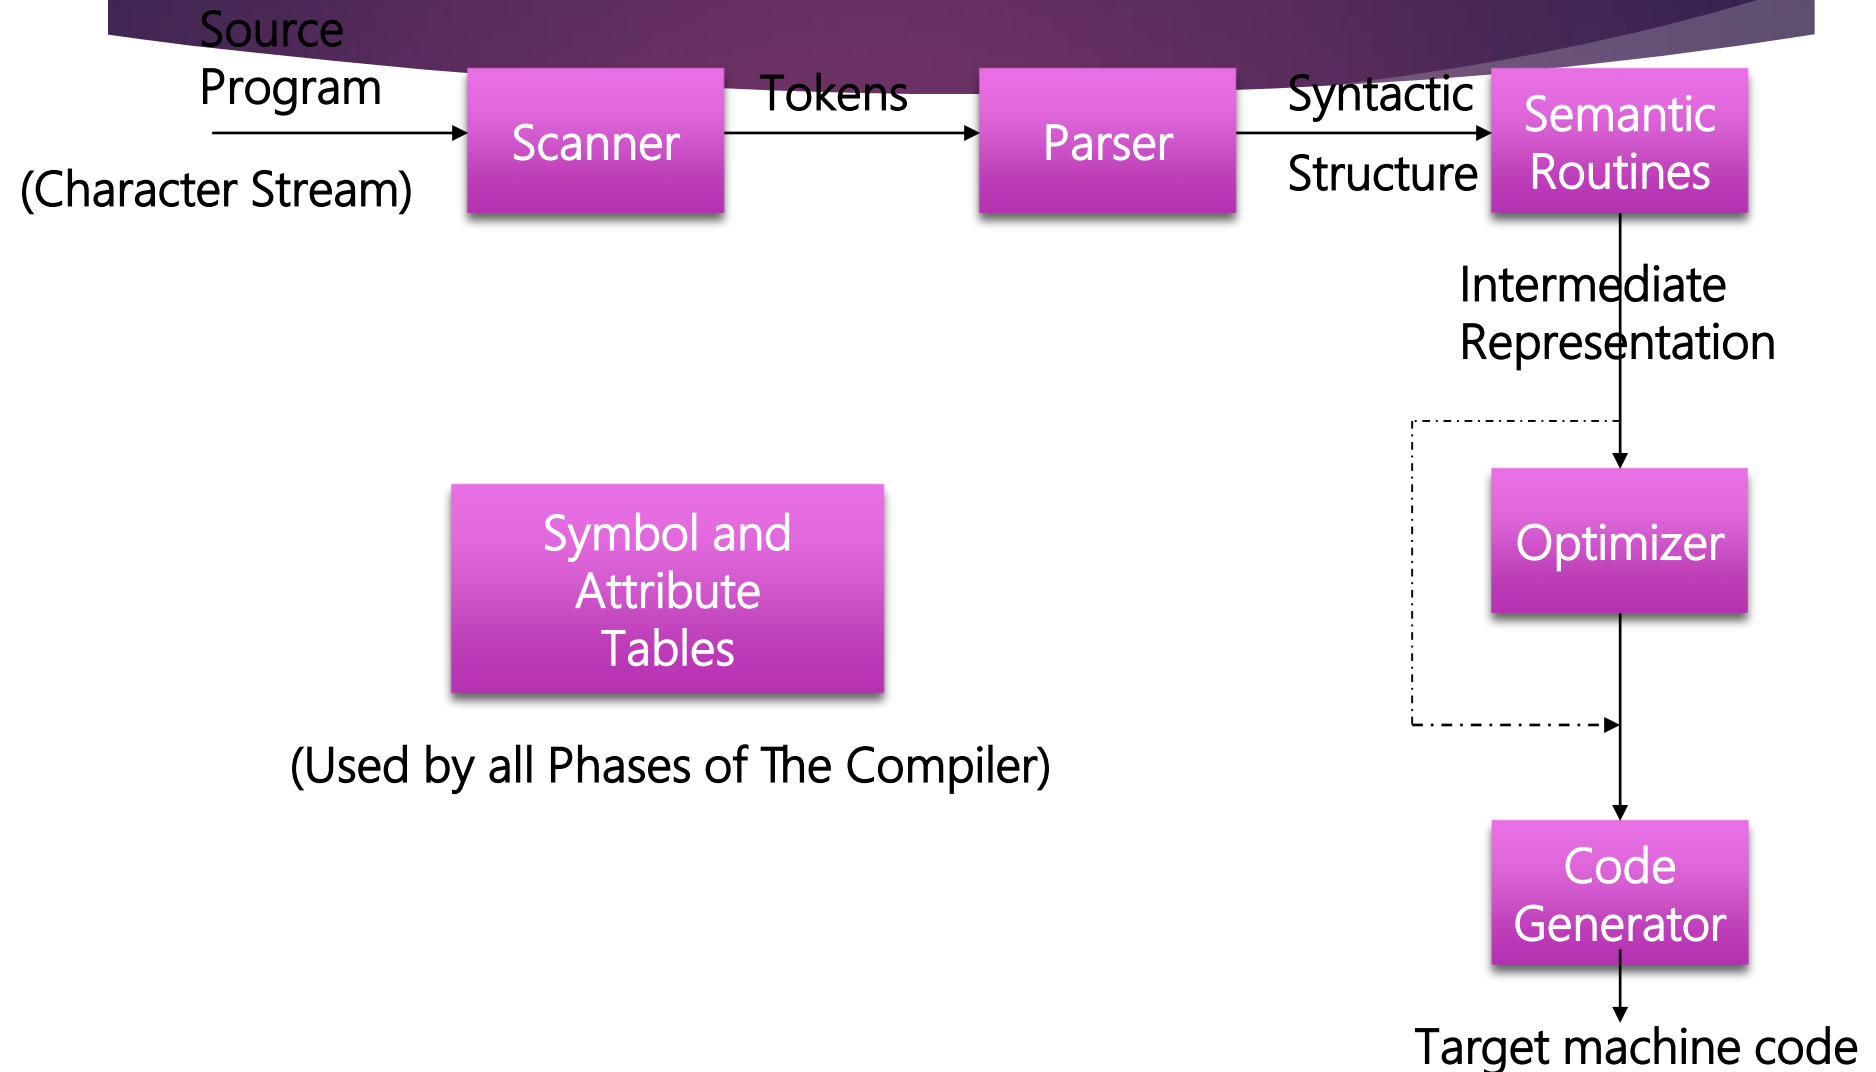 Source
Program
(Character Stream)
Scanner
Tokens
Parser
Syntactic
Structure
Semantic
Routines
Intermediate
Representation
Symbol and
Attribute
Tables
(Used by all Phases of The Compiler)
Optimizer
Code
Generator
Target machine code